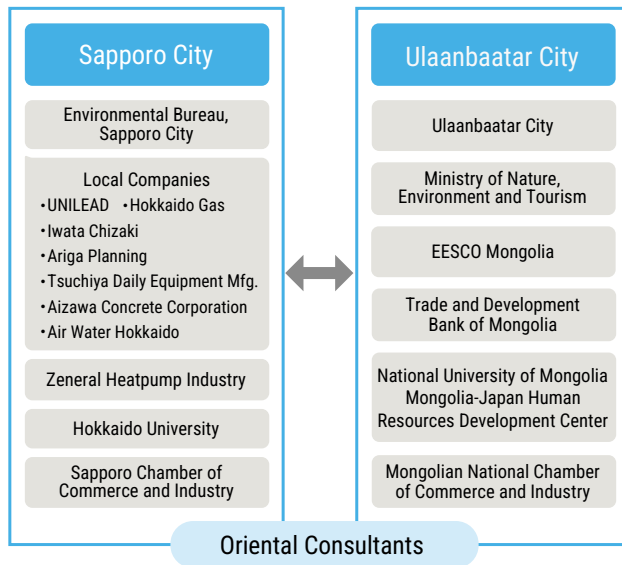 Sapporo City
Environmental Bureau,
Sapporo City
Local Companies
・UNILEAD ・Hokkaido Gas
・Iwata Chizaki
・Ariga Planning
・Tsuchiya Daily Equipment Mfg.
・Aizawa Concrete Corporation
・Air Water Hokkaido
Zeneral Heatpump Industry
Hokkaido University
Sapporo Chamber of
Commerce and Industry
Ulaanbaatar City
Ulaanbaatar City
Ministry of Nature,
Environment and Tourism
EESCO Mongolia
Trade and Development
Bank of Mongolia
National University of Mongolia
Mongolia-Japan Human
Resources Development Center
Mongolian National Chamber
of Commerce and Industry
Oriental Consultants